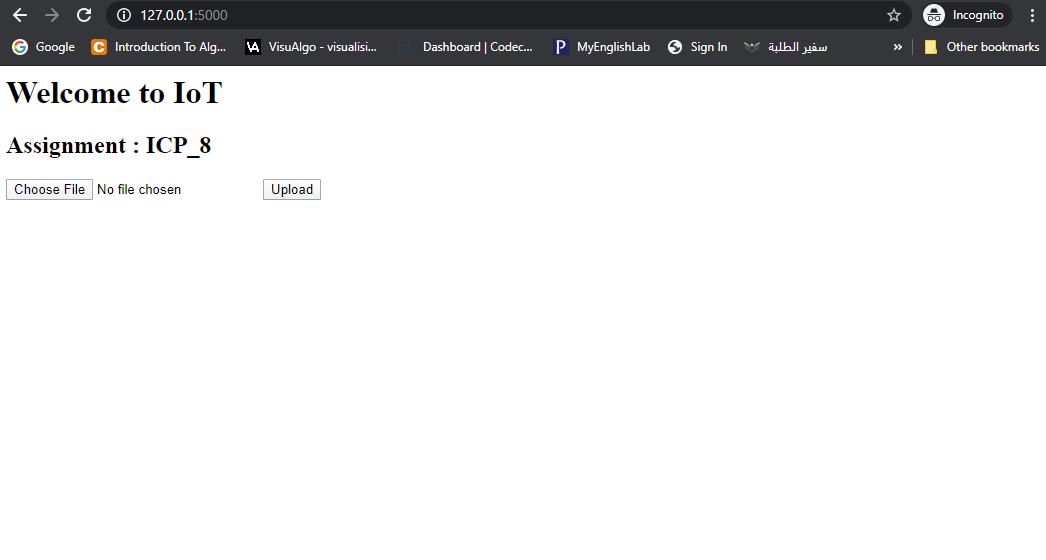 127.0.0.1:5000 Incognito
Google Introduction To Alg... VisuAlgo - visualisi... Dashboard | Codec... MyEnglishLab Sign In سفير الطلبة » Other bookmarks
Welcome to IoT
Assignment : ICP_8
Choose File No file chosen Upload